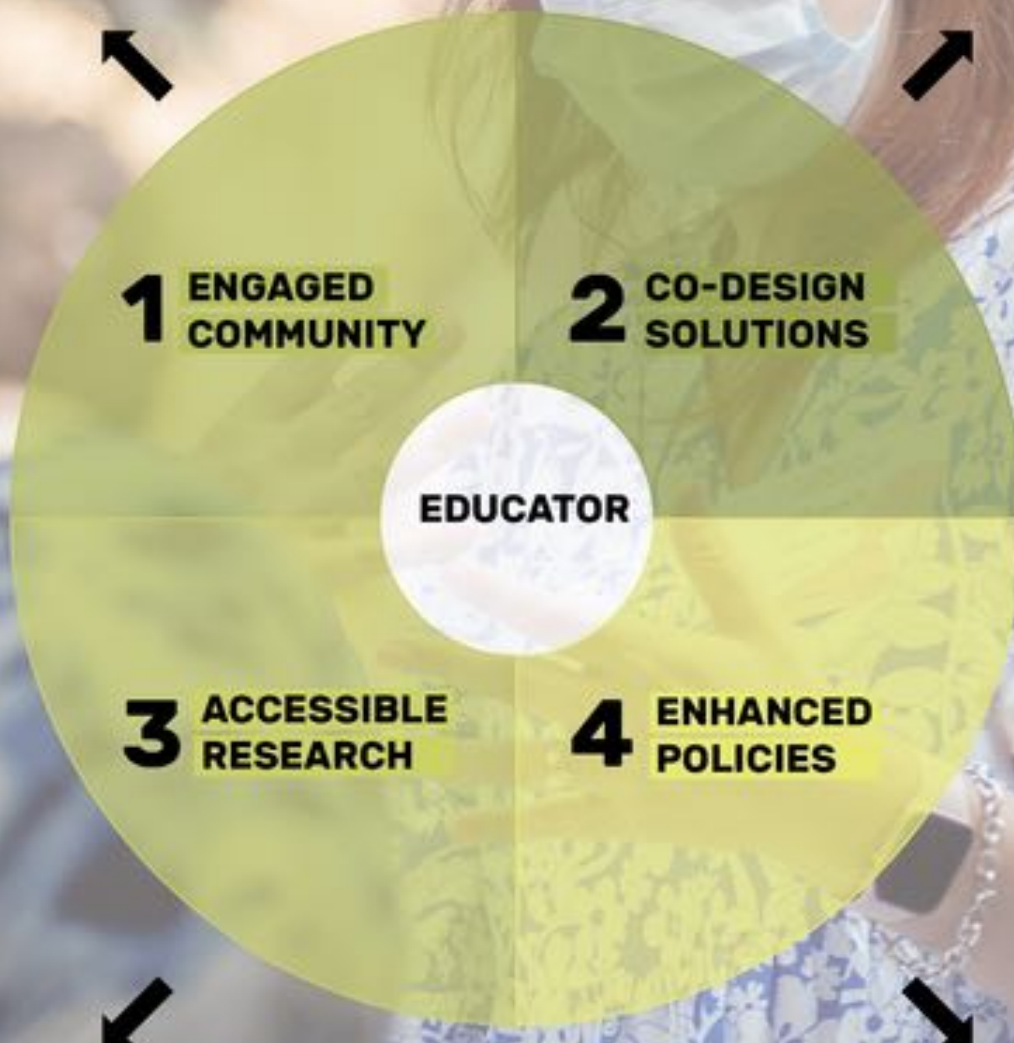 1 ENGAGED
COMMUNITY
2 CO-DESIGN
SOLUTIONS
EDUCATOR
3 ACCESSIBLE
RESEARCH
4 ENHANCED
POLICIES